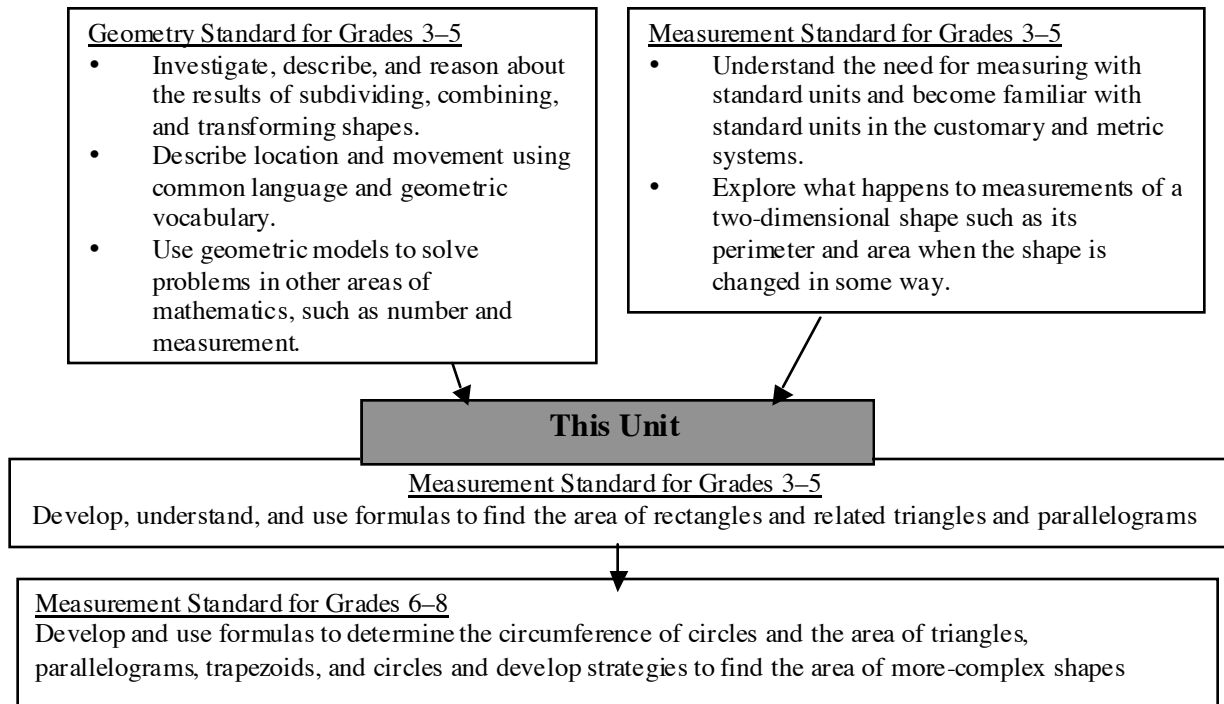 Geometry Standard for Grades 3–5
• Investigate, describe, and reason about
the results of subdividing, combining,
and transforming shapes.
• Describe location and movement using
common language and geometric
vocabulary.
• Use geometric models to solve
problems in other areas of
mathematics, such as number and
measurement.
Measurement Standard for Grades 3–5
• Understand the need for measuring with
standard units and become familiar with
standard units in the customary and metric
systems.
• Explore what happens to measurements of a
two-dimensional shape such as its
perimeter and area when the shape is
changed in some way.
This Unit
Measurement Standard for Grades 3–5
Develop, understand, and use formulas to find the area of rectangles and related triangles and parallelograms
Measurement Standard for Grades 6–8
Develop and use formulas to determine the circumference of circles and the area of triangles,
parallelograms, trapezoids, and circles and develop strategies to find the area of more-complex shapes